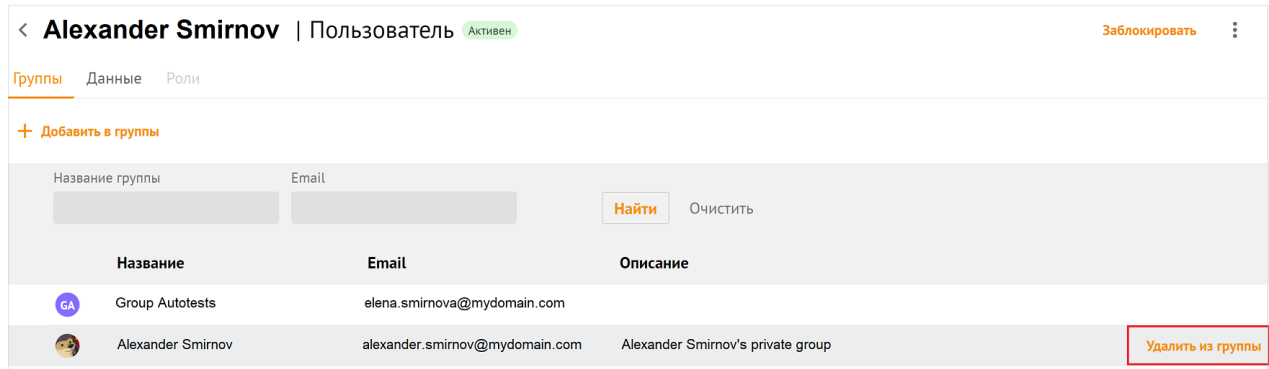 Alexander Smirnov | Пользователь Активен Заблокировать
Группы Данные Роли
+ Добавить в группы
Название группы Email
Найти Очистить
Название Email Описание
GA Group Autotests elena.smirnova@mydomain.com
Alexander Smirnov alexander.smirnov@mydomain.com Alexander Smirnov's private group Удалить из группы